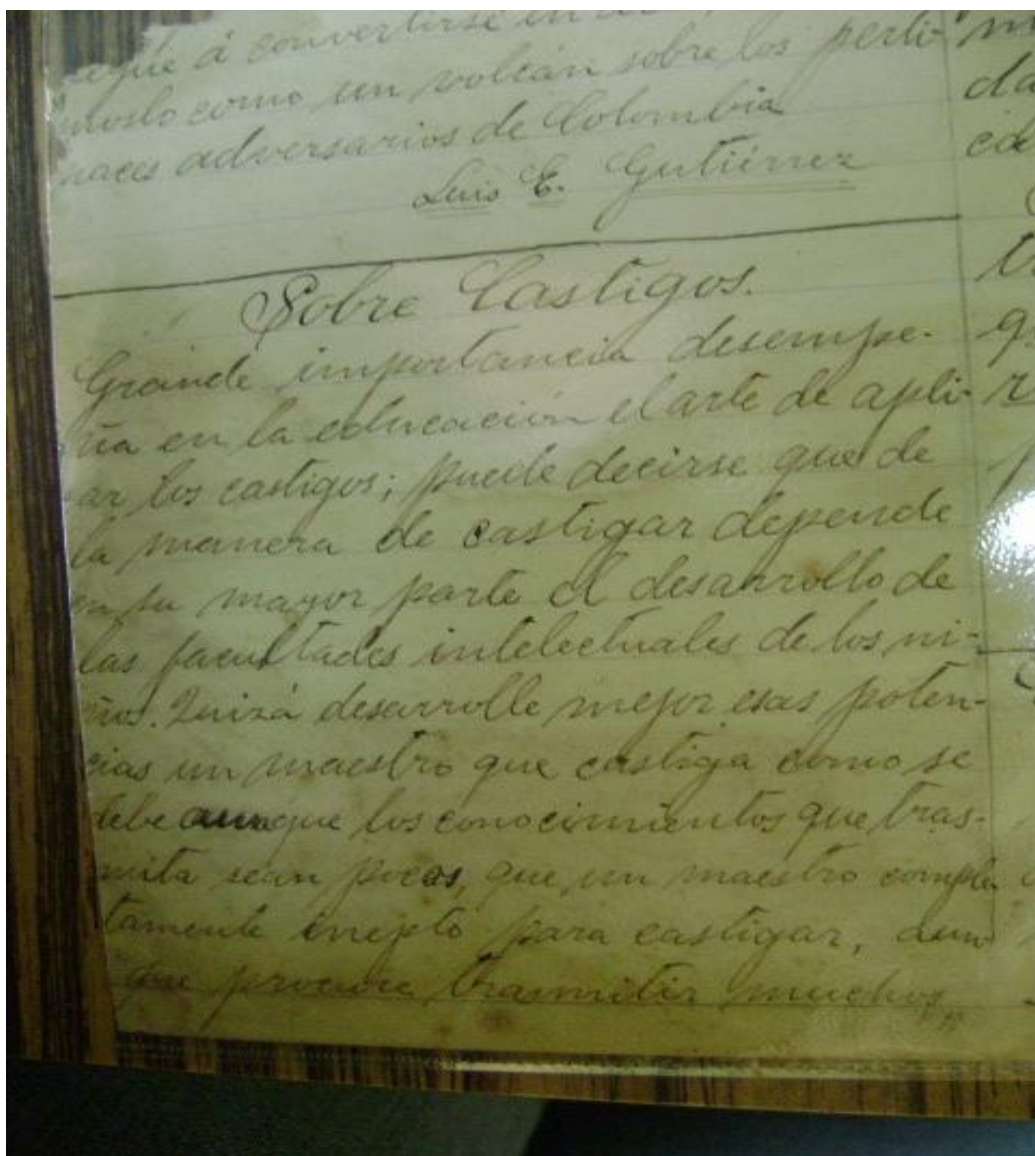 á convertirse en
como un volcán sobre los perti-
naces adversarios de Colombia
Luis E. Gutiérrez
Sobre Castigos.
Grande importancia desempe-
ña en la educación el arte de apli-
ar los castigos; puede decirse que de
la manera de castigar depende
en su mayor parte el desarrollo de
las facultades intelectuales de los ni-
ños. Quizá desarrolle mejor esas poten-
cias un maestro que castiga como se
debe aunque los conocimientos que tras-
mita sean pocos, que un maestro comple-
tamente inepto para castigar, aun-
que procure trasmitir muchos